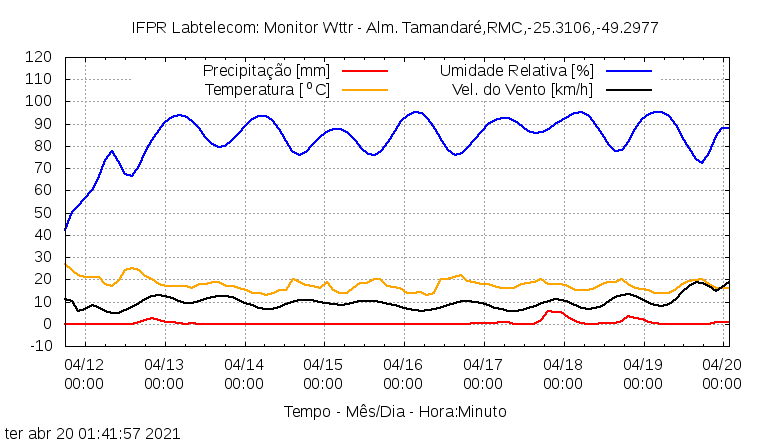 IFPR Labtelecom: Monitor Wttr - Alm. Tamandaré,RMC,-25.3106,-49.2977
Precipitação [mm]
Temperatura [ ⁰C]
Umidade Relativa [%]
Vel. do Vento [km/h]
120
110
100
90
80
70
60
50
40
30
20
10
0
-10
04/12 04/13 04/14 04/15 04/16 04/17 04/18 04/19 04/20
00:00 00:00 00:00 00:00 00:00 00:00 00:00 00:00 00:00
Tempo - Mês/Dia - Hora:Minuto
ter abr 20 01:41:57 2021